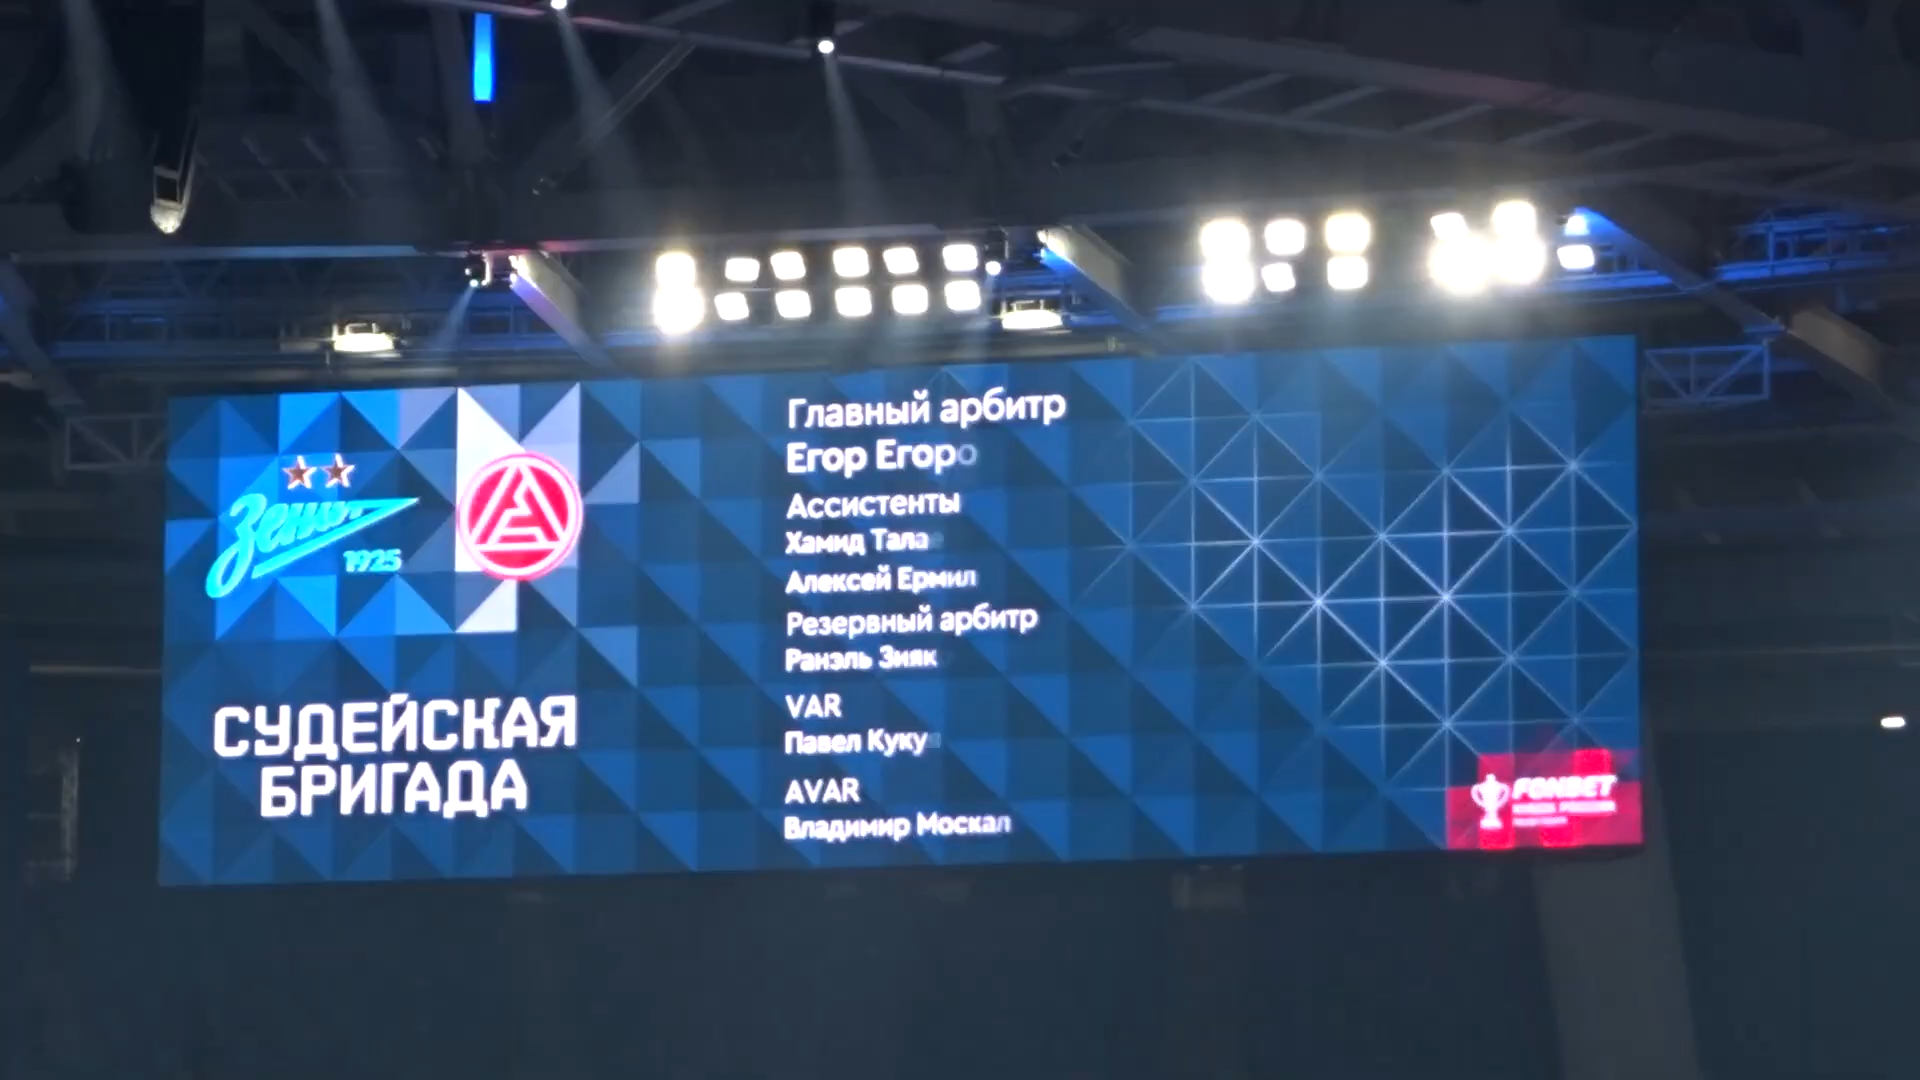 Зенит
1925
СУДЕЙСКАЯ
БРИГАДА
Главный арбитр
Егор Егоро
Ассистенты
Хамид Тала
Алексей Ермил
Резервный арбитр
Ранэль Зияк
VAR
Павел Куку
AVAR
Владимир Москал
FONBET